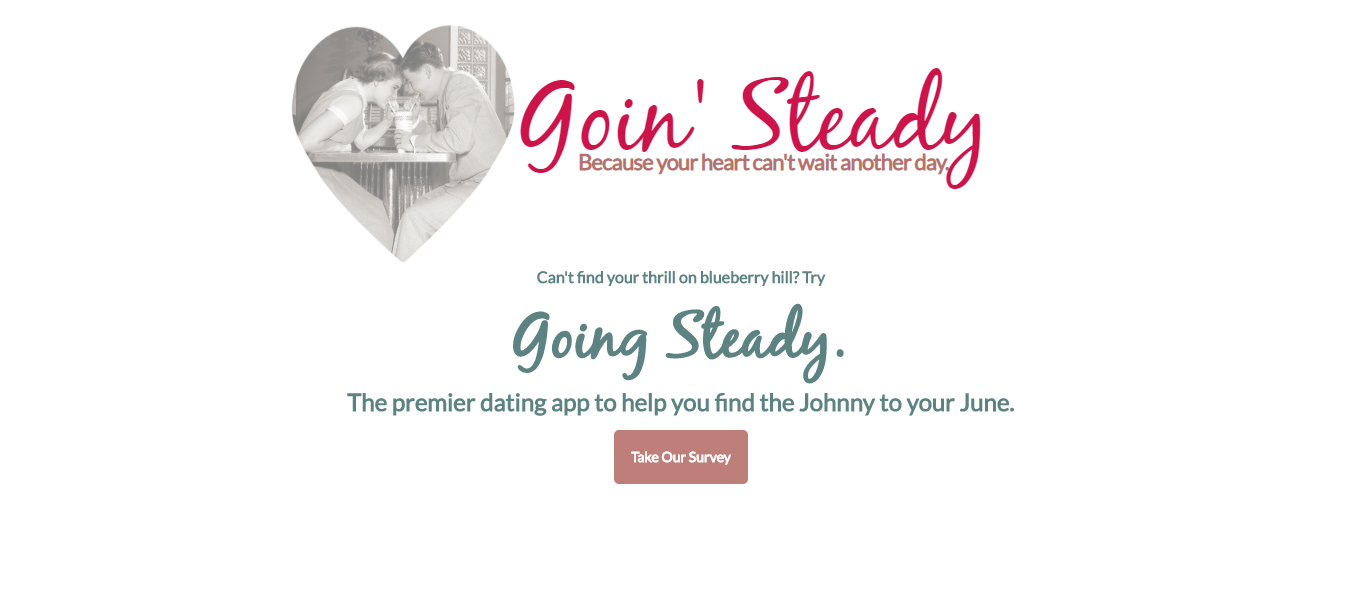 Goin' Steady
Because your heart can't wait another day.
Can't find your thrill on blueberry hill? Try
Going Steady.
The premier dating app to help you find the Johnny to your June.
Take Our Survey